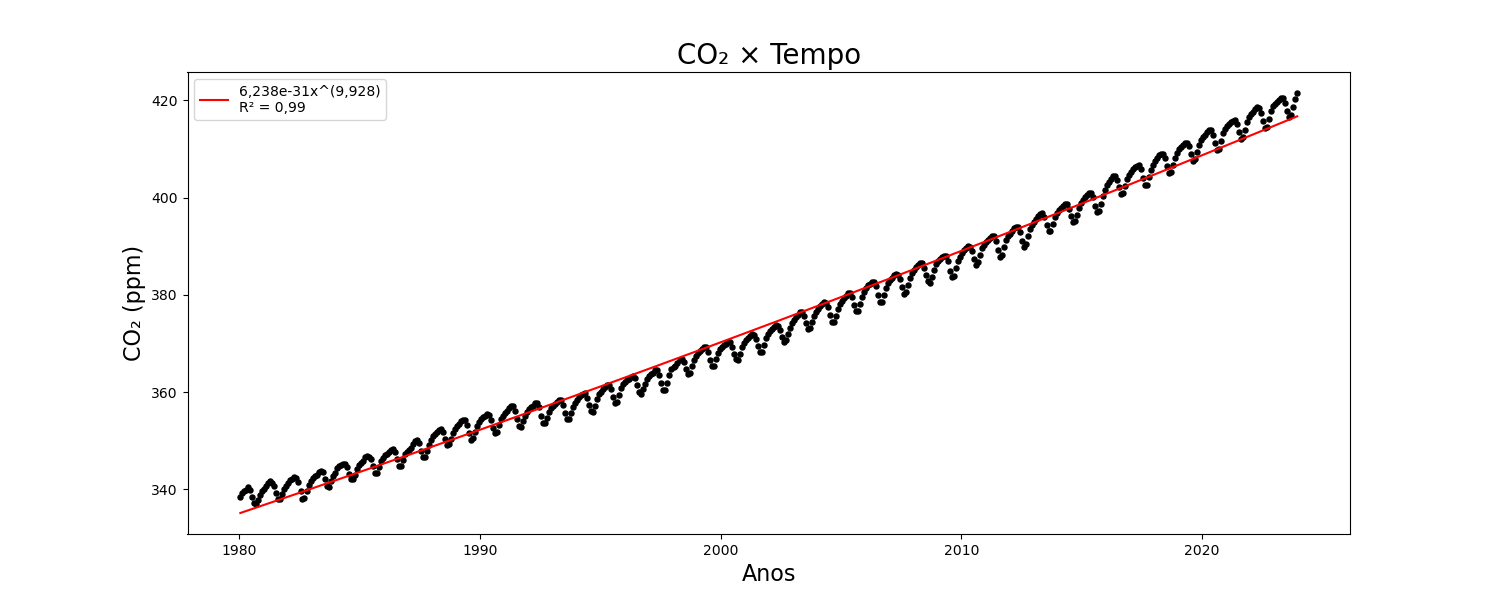 CO₂ × Tempo
6,238e-31x^(9,928)
R² = 0,99
CO₂ (ppm)
420
400
380
360
340
1980 1990 2000 2010 2020
Anos